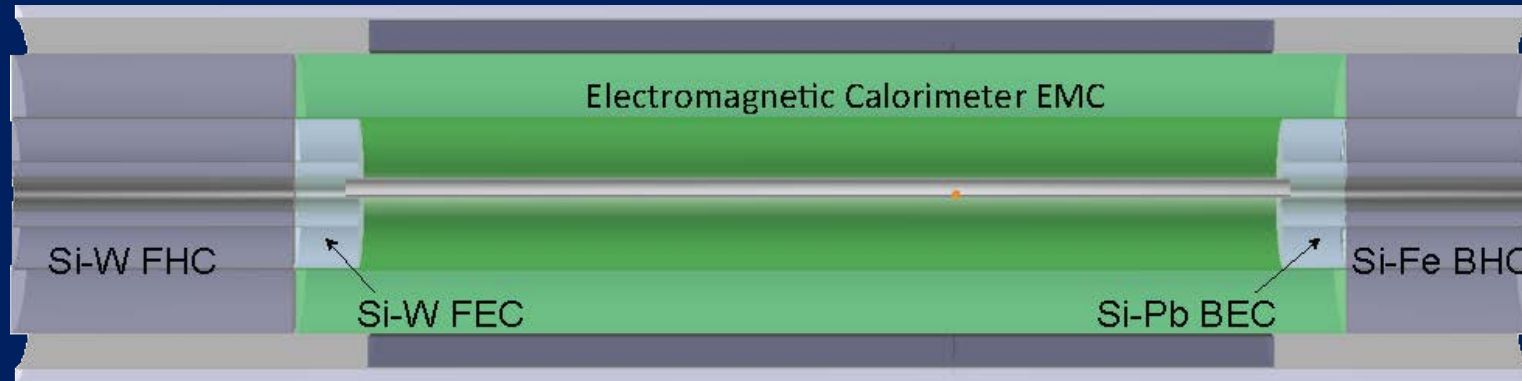 Electromagnetic Calorimeter EMC
Si-W FHC
Si-Fe BHC
Si-W FEC
Si-Pb BEC